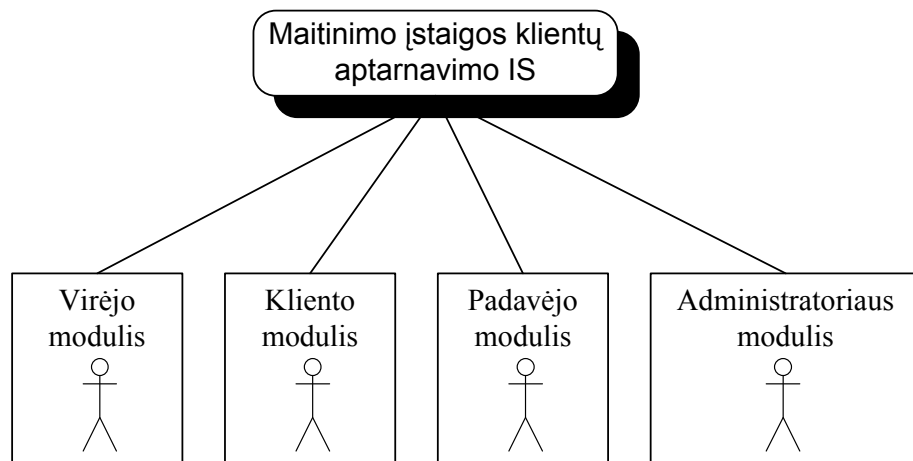 Maitinimo įstaigos klientų
aptarnavimo IS
Virėjo
modulis
Kliento
modulis
Padavėjo
modulis
Administratoriaus
modulis